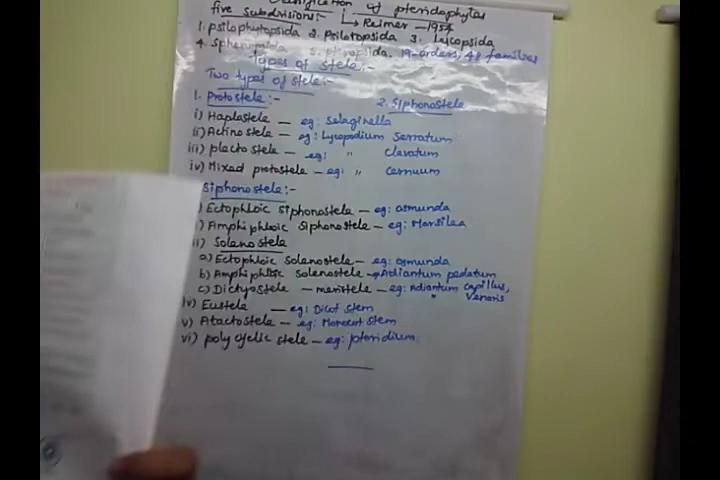 Classification of pteridophytes
five Subdivisions:- ↳ Reimer - 1954
1. psilophytopsida 2. Psilotopsida 3. Lycopsida
4. Sphenopsida 5. pteropsida. 19-orders, 48 families
Types of stele:-
Two types of stele:-
1. Protostele:- 2. Siphonostele
i) Haplostele - eg: Selaginella
ii) Actinostele - eg: Lycopodium Serratum
iii) plectostele - eg: " Clavatum
iv) Mixed protostele - eg: " Cernuum
Siphonostele:-
) Ectophloic Siphonostele - eg: osmunda
) Amphiphloic Siphonostele - eg: Marsilea
ii) Solenostele
a) Ectophloic Solenostele - eg: osmunda
b) Amphiphloic Solenostele - Adiantum pedatum
c) Dictyostele - meristele - eg: Adiantum capillus, veneris
iv) Eustele - eg: Dicot stem
v) Atactostele - eg: Monocot stem
vi) polycyclic stele - eg: pteridium.